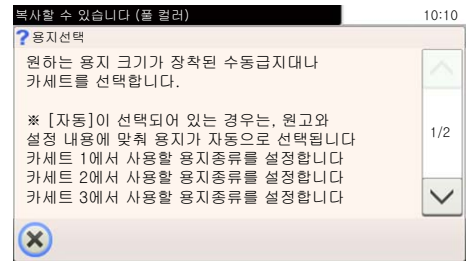 복사할 수 있습니다 (풀 컬러)
10:10
?용지선택
원하는 용지 크기가 장착된 수동급지대나
카세트를 선택합니다.
※ [자동]이 선택되어 있는 경우는, 원고와
설정 내용에 맞춰 용지가 자동으로 선택됩니다
카세트 1에서 사용할 용지종류를 설정합니다
카세트 2에서 사용할 용지종류를 설정합니다
카세트 3에서 사용할 용지종류를 설정합니다
1/2